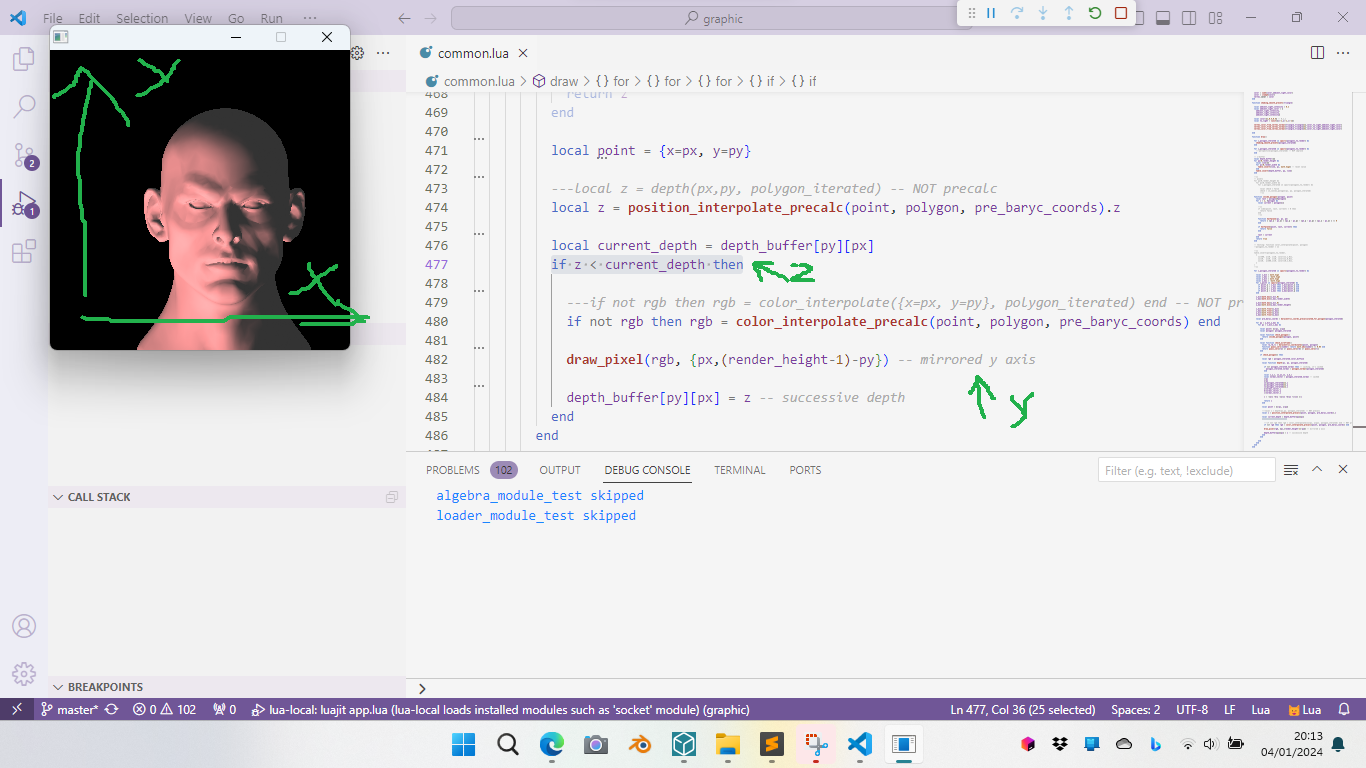 File Edit Selection View Go Run ···
graphic
y
x
common.lua
common.lua > draw > {} for > {} for > {} for > {} if > {} if
468 return z
469 end
470
471 local point = {x=px, y=py}
472
473 ---local z = depth(px,py, polygon_iterated) -- NOT precalc
474 local z = position_interpolate_precalc(point, polygon, pre_baryc_coords).z
475
476 local current_depth = depth_buffer[py][px]
477 if z < current_depth then
z
478
479 ---if not rgb then rgb = color_interpolate({x=px, y=py}, polygon_iterated) end -- NOT pr
480 if not rgb then rgb = color_interpolate_precalc(point, polygon, pre_baryc_coords) end
481
482 draw_pixel(rgb, {px,(render_height-1)-py}) -- mirrored y axis
483
y
484 depth_buffer[py][px] = z -- successive depth
485 end
486 end
PROBLEMS 102 OUTPUT DEBUG CONSOLE TERMINAL PORTS
Filter (e.g. text, !exclude)
algebra_module_test skipped
loader_module_test skipped
2
1
CALL STACK
BREAKPOINTS
master* 0 102 0 lua-local: luajit app.lua (lua-local loads installed modules such as 'socket' module) (graphic)
Ln 477, Col 36 (25 selected) Spaces: 2 UTF-8 LF Lua Lua
20:13
04/01/2024